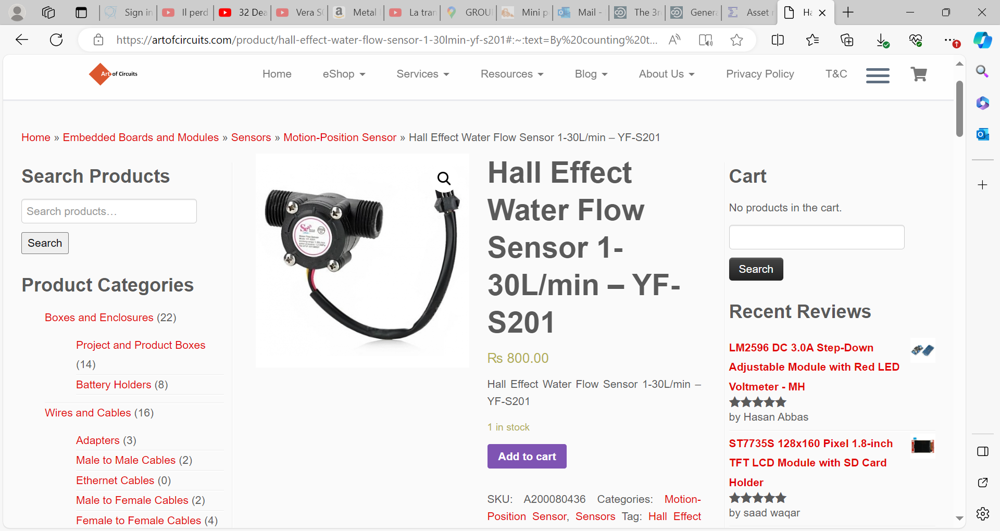 Sign in
Il perd
32 Dea
Vera S
Metal
La tran
GROU
Mini p
Mail -
The 3r
Genera
Asset
Ha
https://artofcircuits.com/product/hall-effect-water-flow-sensor-1-30lmin-yf-s201#:~:text=By%20counting%20t...
Art of Circuits
Home
eShop
Services
Resources
Blog
About Us
Privacy Policy
T&C
Home » Embedded Boards and Modules » Sensors » Motion-Position Sensor » Hall Effect Water Flow Sensor 1-30L/min – YF-S201
Search Products
Search products…
Search
Product Categories
Boxes and Enclosures (22)
Project and Product Boxes
(14)
Battery Holders (8)
Wires and Cables (16)
Adapters (3)
Male to Male Cables (2)
Ethernet Cables (0)
Male to Female Cables (2)
Female to Female Cables (4)
Water Flow Sensor
Hall Effect
Water Flow
Sensor 1-
30L/min – YF-
S201
₨ 800.00
Hall Effect Water Flow Sensor 1-30L/min –
YF-S201
1 in stock
Add to cart
SKU: A200080436 Categories: Motion-
Position Sensor, Sensors Tag: Hall Effect
Cart
No products in the cart.
Search
Recent Reviews
LM2596 DC 3.0A Step-Down
Adjustable Module with Red LED
Voltmeter - MH
by Hasan Abbas
ST7735S 128x160 Pixel 1.8-inch
TFT LCD Module with SD Card
Holder
by saad waqar